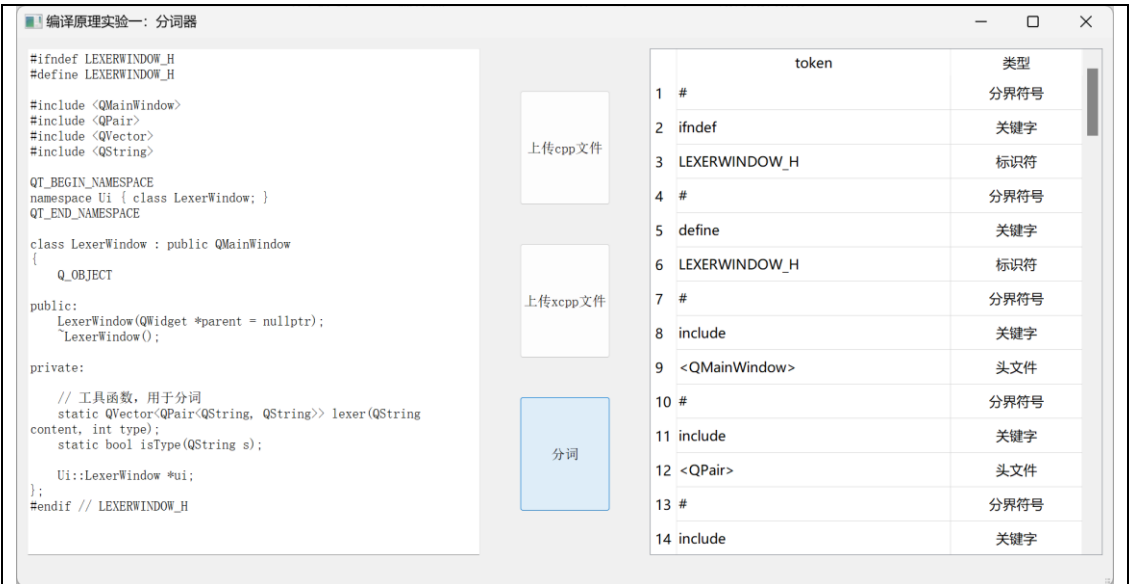 编译原理实验一：分词器
#ifndef LEXERWINDOW_H
#define LEXERWINDOW_H
#include <QMainWindow>
#include <QPair>
#include <QVector>
#include <QString>
QT_BEGIN_NAMESPACE
namespace Ui { class LexerWindow; }
QT_END_NAMESPACE
class LexerWindow : public QMainWindow
{
    Q_OBJECT
public:
    LexerWindow(QWidget *parent = nullptr);
    ~LexerWindow();
private:
    // 工具函数，用于分词
    static QVector<QPair<QString, QString>> lexer(QString
content, int type);
    static bool isType(QString s);
    Ui::LexerWindow *ui;
};
#endif // LEXERWINDOW_H
上传cpp文件
上传xcpp文件
分词
token 类型
1 # 分界符号
2 ifndef 关键字
3 LEXERWINDOW_H 标识符
4 # 分界符号
5 define 关键字
6 LEXERWINDOW_H 标识符
7 # 分界符号
8 include 关键字
9 <QMainWindow> 头文件
10 # 分界符号
11 include 关键字
12 <QPair> 头文件
13 # 分界符号
14 include 关键字